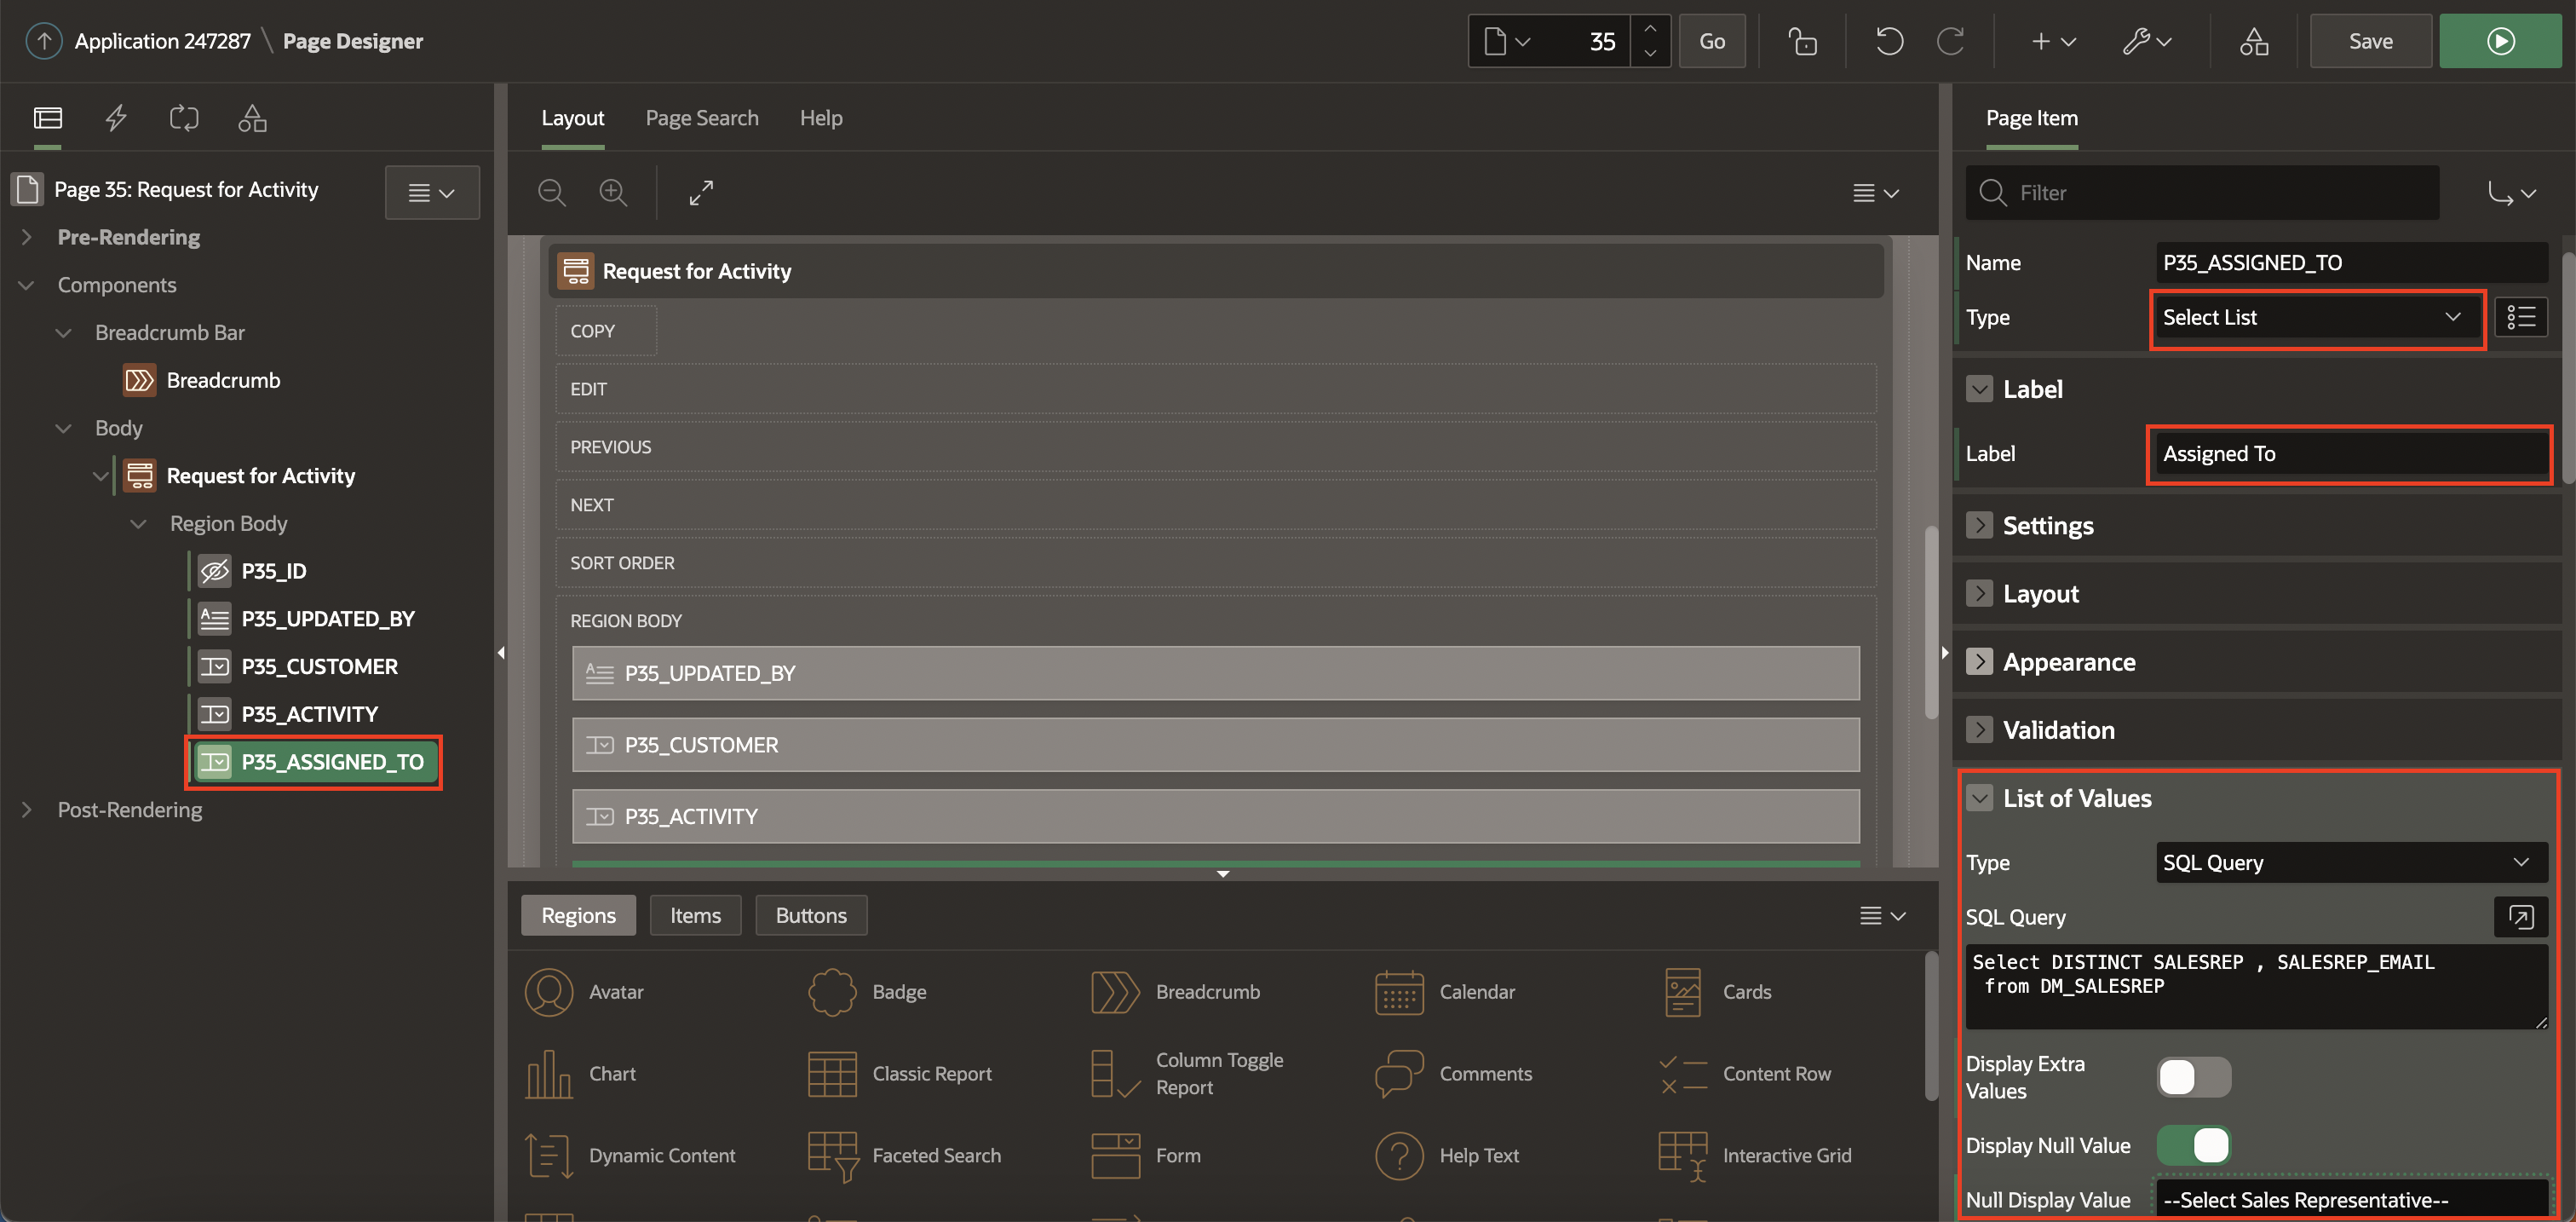 Application 247287 \ Page Designer
35
Go
Save
Layout
Page Search
Help
Page Item
Page 35: Request for Activity
Pre-Rendering
Components
Breadcrumb Bar
Breadcrumb
Body
Request for Activity
Region Body
P35_ID
P35_UPDATED_BY
P35_CUSTOMER
P35_ACTIVITY
P35_ASSIGNED_TO
Post-Rendering
Request for Activity
COPY
EDIT
PREVIOUS
NEXT
SORT ORDER
REGION BODY
P35_UPDATED_BY
P35_CUSTOMER
P35_ACTIVITY
Regions
Items
Buttons
Avatar
Badge
Breadcrumb
Calendar
Cards
Chart
Classic Report
Column Toggle
Report
Comments
Content Row
Dynamic Content
Faceted Search
Form
Help Text
Interactive Grid
Filter
Name
P35_ASSIGNED_TO
Type
Select List
Label
Label
Assigned To
Settings
Layout
Appearance
Validation
List of Values
Type
SQL Query
SQL Query
Select DISTINCT SALESREP , SALESREP_EMAIL
from DM_SALESREP
Display Extra
Values
Display Null Value
Null Display Value
--Select Sales Representative--